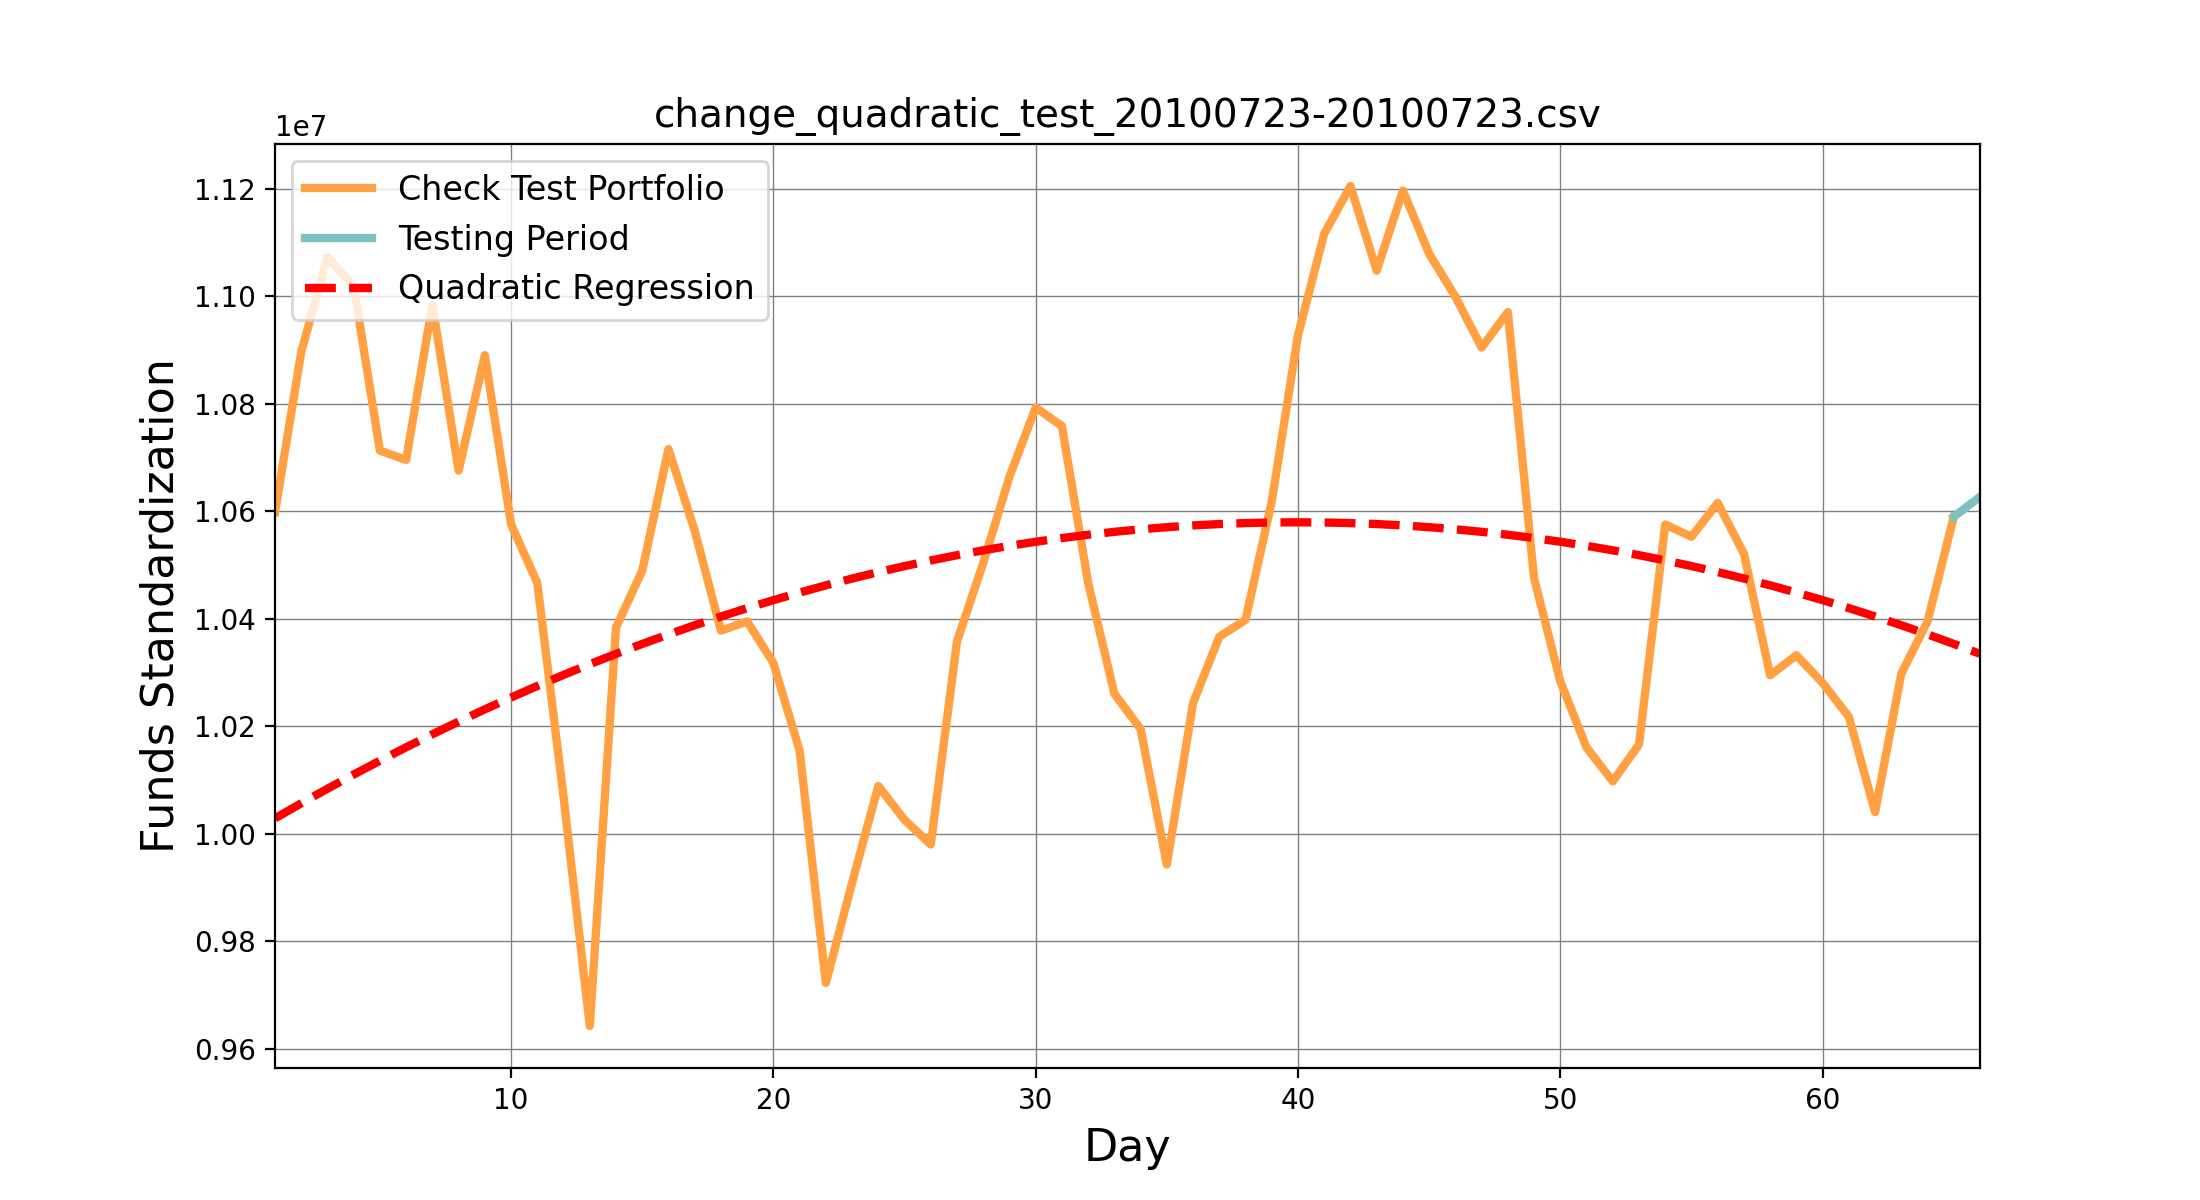 change_quadratic_test_20100723-20100723.csv
1e7
Check Test Portfolio
Testing Period
Quadratic Regression
1.12
1.10
1.08
1.06
1.04
1.02
1.00
0.98
0.96
Funds Standardization
10 20 30 40 50 60
Day